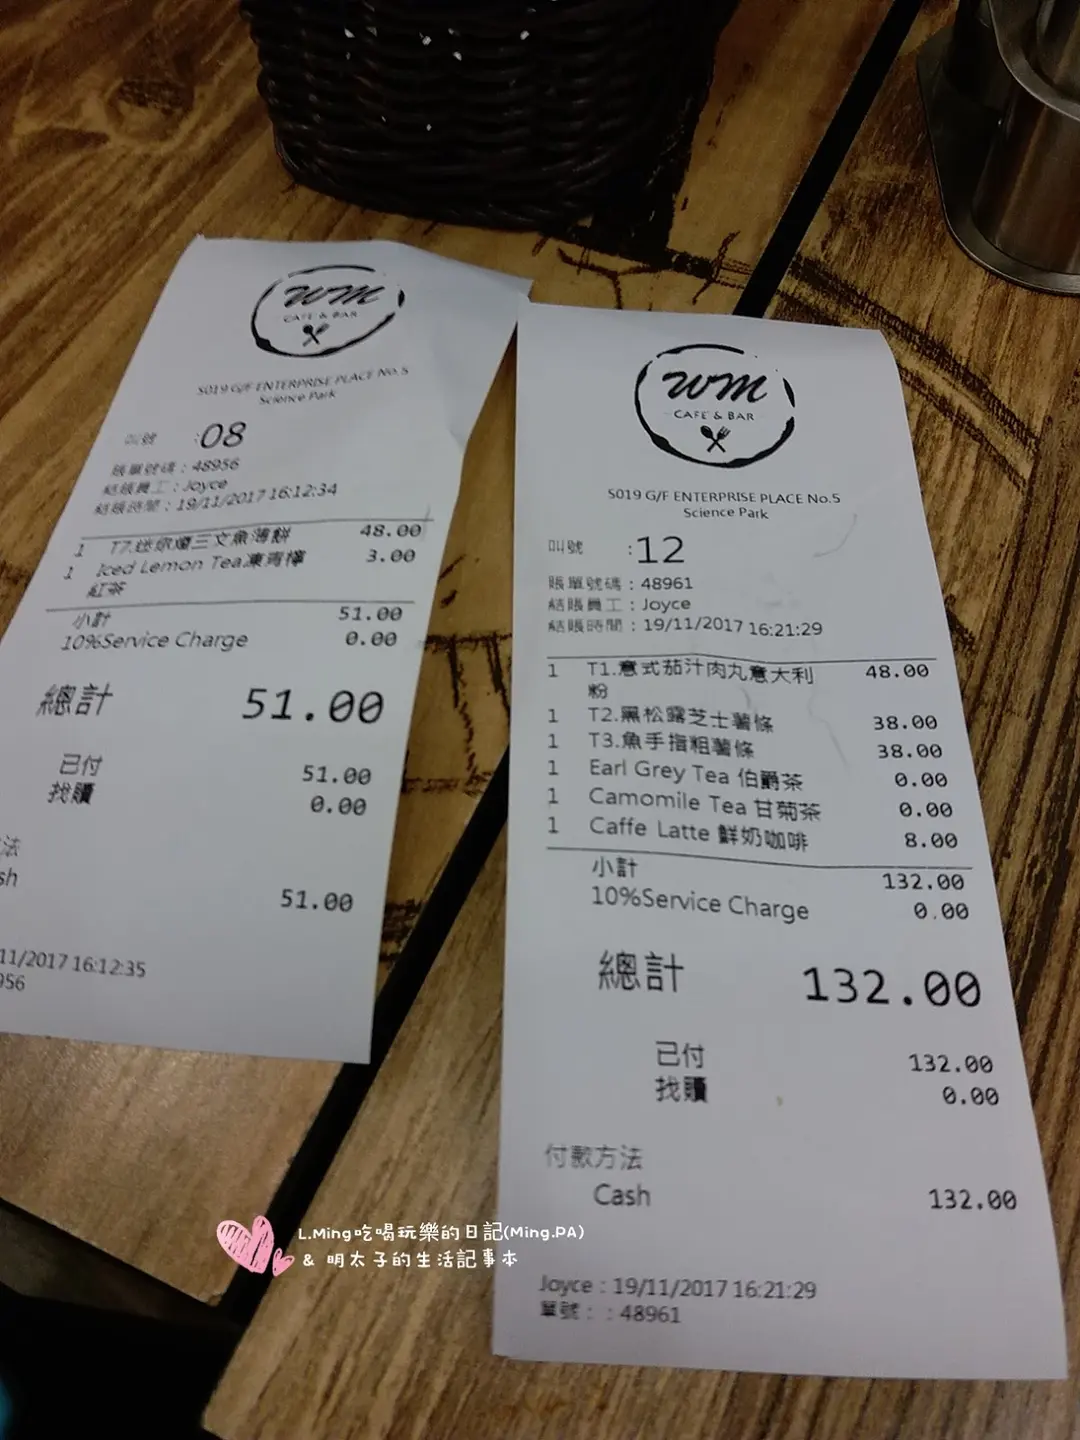 WM
CAFE & BAR
S019 G/F ENTERPRISE PLACE No.5
Science Park
叫號 :08
賬單號碼：48956
結賬員工：Joyce
結賬時間：19/11/2017 16:12:34
1 T7.迷你煙三文魚薄餅 48.00
1 Iced Lemon Tea凍青檸 3.00
紅茶
小計 51.00
10%Service Charge 0.00
總計 51.00
已付 51.00
找贖 0.00
法
sh 51.00
11/2017 16:12:35
956
WM
CAFE & BAR
S019 G/F ENTERPRISE PLACE No.5
Science Park
叫號 :12
賬單號碼：48961
結賬員工：Joyce
結賬時間：19/11/2017 16:21:29
1 T1.意式茄汁肉丸意大利 48.00
粉
1 T2.黑松露芝士薯條 38.00
1 T3.魚手指粗薯條 38.00
1 Earl Grey Tea 伯爵茶 0.00
1 Camomile Tea 甘菊茶 0.00
1 Caffe Latte 鮮奶咖啡 8.00
小計 132.00
10%Service Charge 0.00
總計 132.00
已付 132.00
找贖 0.00
付款方法
Cash 132.00
Joyce：19/11/2017 16:21:29
單號：：48961
L.Ming吃喝玩樂的日記(Ming.PA)
& 明太子的生活記事本